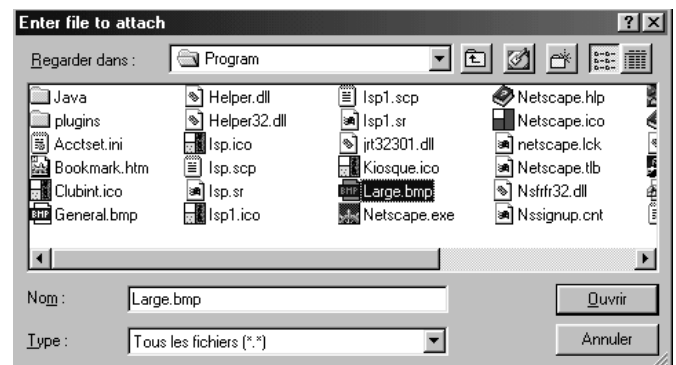 Enter file to attach
Regarder dans :
Program
Java
plugins
Acctset.ini
Bookmark.htm
Clubint.ico
General.bmp
Helper.dll
Helper32.dll
Isp.ico
Isp.scp
Isp.sr
Isp1.ico
Isp1.scp
Isp1.sr
jrt32301.dll
Kiosque.ico
Large.bmp
Netscape.exe
Netscape.hlp
Netscape.ico
netscape.lck
Netscape.tlb
Nsfrfr32.dll
Nssignup.cnt
Nom :
Large.bmp
Ouvrir
Type :
Tous les fichiers (*.*)
Annuler